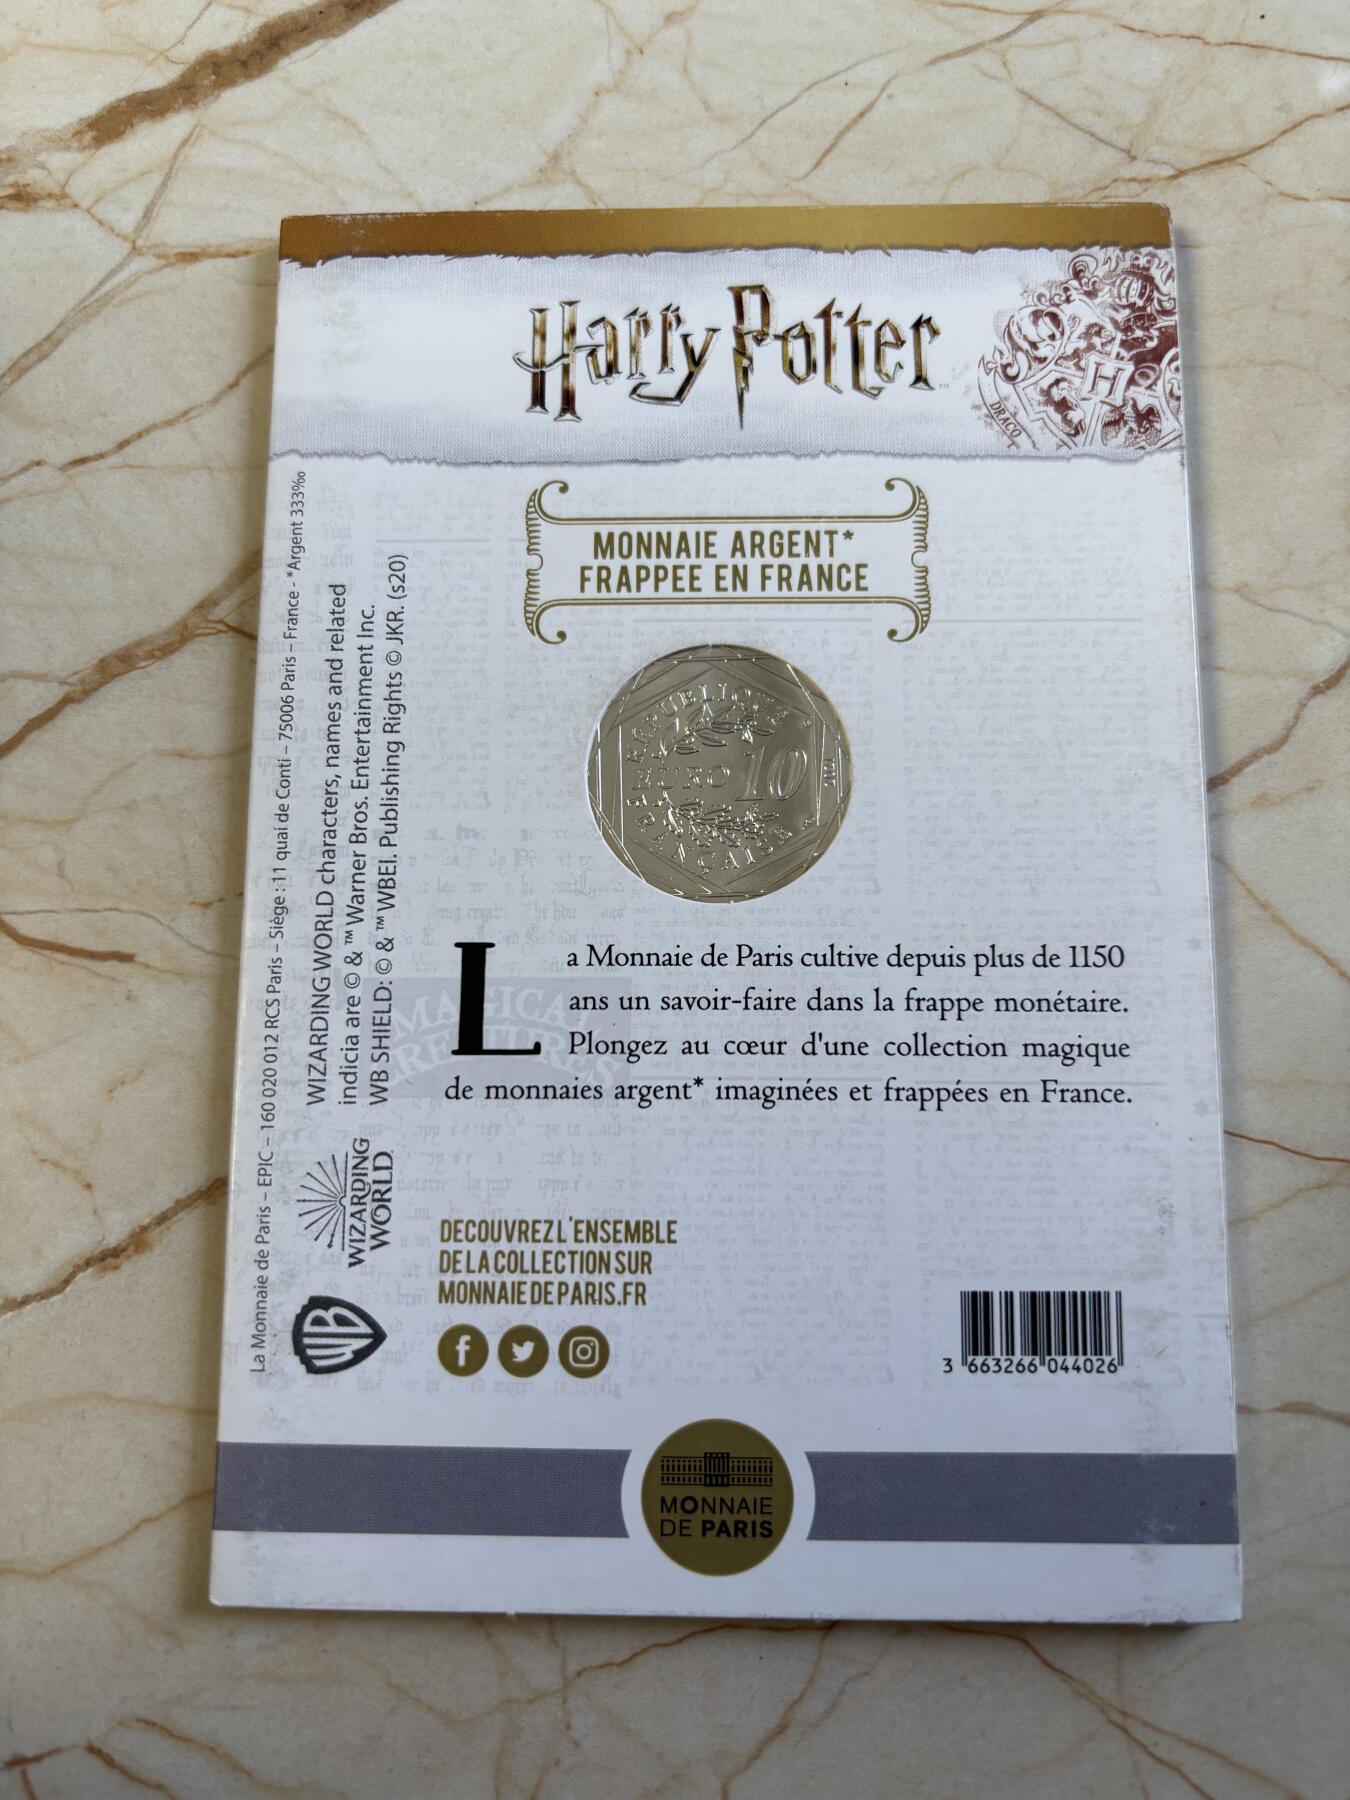 Harry Potter
™
H
DRACO
MONNAIE ARGENT*
FRAPPEE EN FRANCE
REPUBLIQUE
EURO 10
2021
FRANÇAISE
La Monnaie de Paris cultive depuis plus de 1150
ans un savoir-faire dans la frappe monétaire.
Plongez au cœur d'une collection magique
de monnaies argent* imaginées et frappées en France.
DECOUVREZ L'ENSEMBLE
DE LA COLLECTION SUR
MONNAIEDEPARIS.FR
3 663266 044026
MONNAIE
DE PARIS
La Monnaie de Paris – EPIC – 160 020 012 RCS Paris – Siège : 11 quai de Conti – 75006 Paris – France - *Argent 333‰
WIZARDING WORLD characters, names and related
indicia are © & ™ Warner Bros. Entertainment Inc.
WB SHIELD: © & ™ WBEI. Publishing Rights © JKR. (s20)
WIZARDING
WORLD
WB